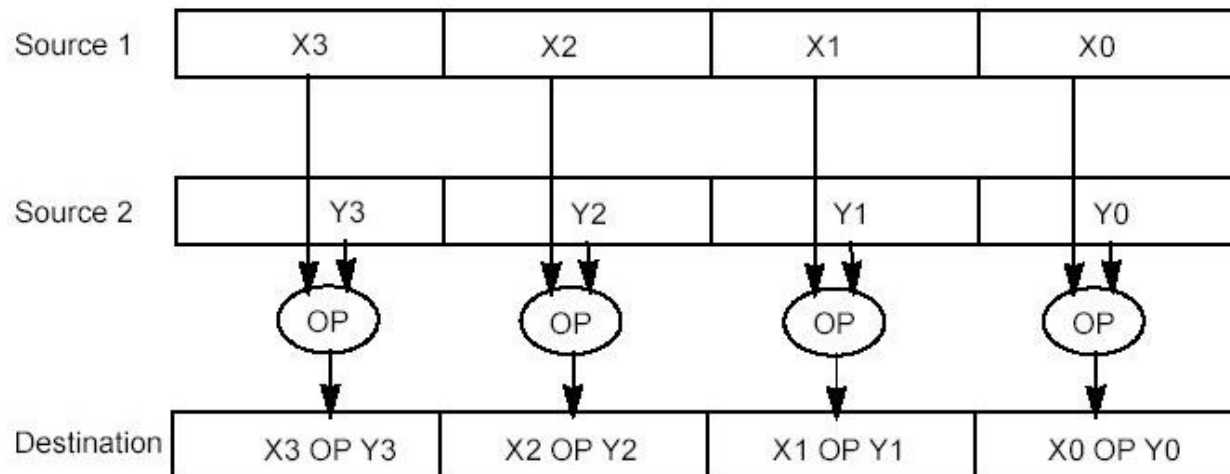 Source 1 X3 X2 X1 X0
Source 2 Y3 Y2 Y1 Y0
OP OP OP OP
Destination X3 OP Y3 X2 OP Y2 X1 OP Y1 X0 OP Y0